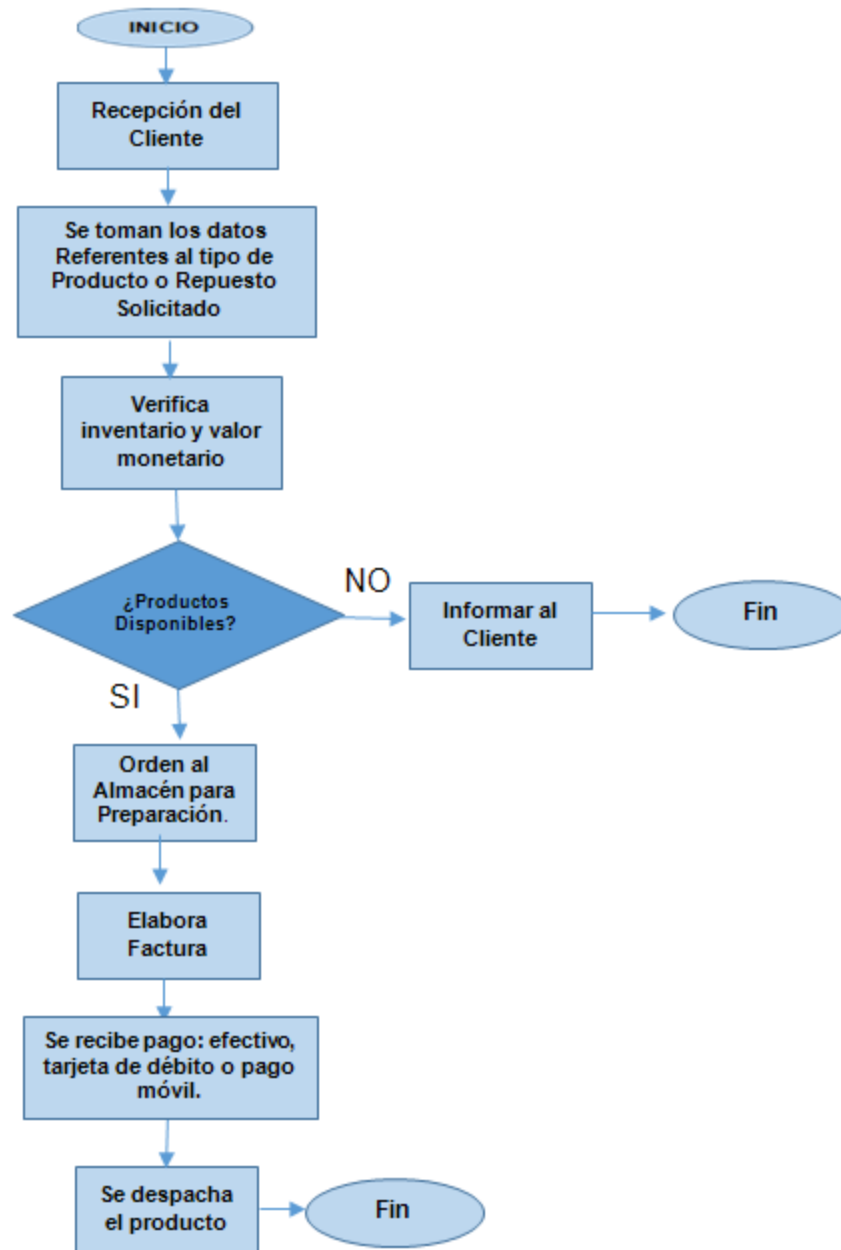 INICIO
Recepción del
Cliente
Se toman los datos
Referentes al tipo de
Producto o Repuesto
Solicitado
Verifica
inventario y valor
monetario
¿Productos
Disponibles?
NO
Informar al
Cliente
Fin
SI
Orden al
Almacén para
Preparación.
Elabora
Factura
Se recibe pago: efectivo,
tarjeta de débito o pago
móvil.
Se despacha
el producto
Fin